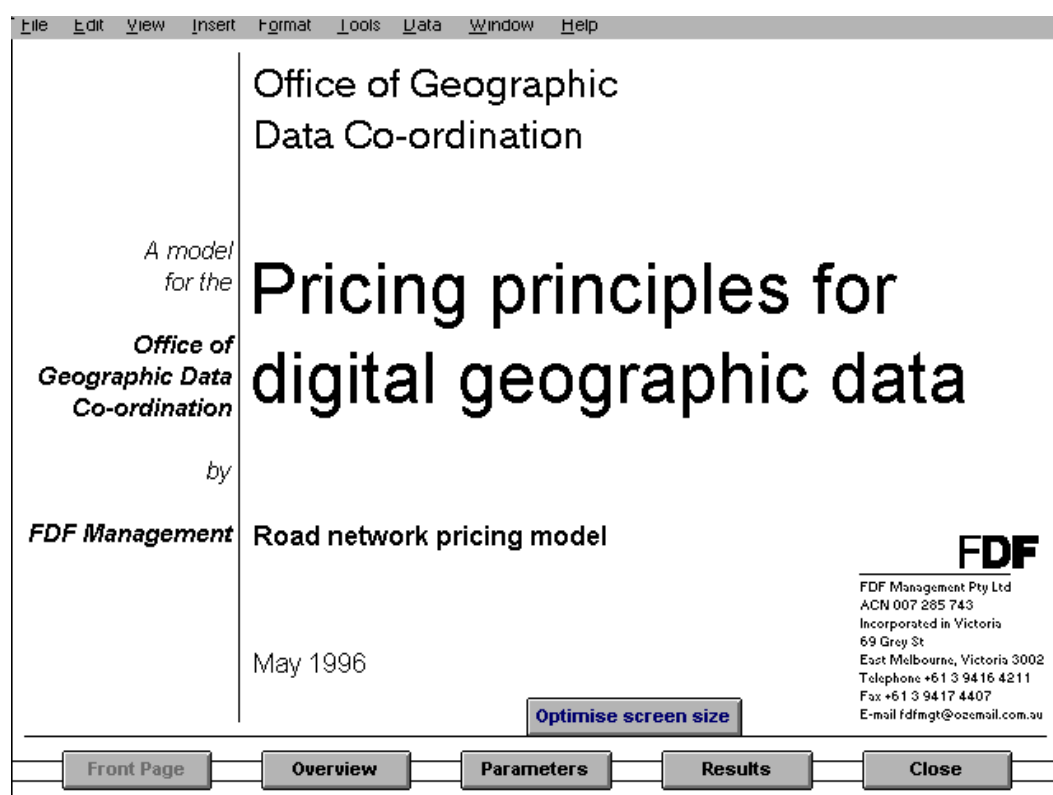 File Edit View Insert Format Tools Data Window Help
Office of Geographic
Data Co-ordination
A model
for the
Office of
Geographic Data
Co-ordination
by
FDF Management
Pricing principles for
digital geographic data
Road network pricing model
May 1996
FDF
FDF Management Pty Ltd
ACN 007 285 743
Incorporated in Victoria
69 Grey St
East Melbourne, Victoria 3002
Telephone +61 3 9416 4211
Fax +61 3 9417 4407
E-mail fdfmgt@ozemail.com.au
Optimise screen size
Front Page Overview Parameters Results Close